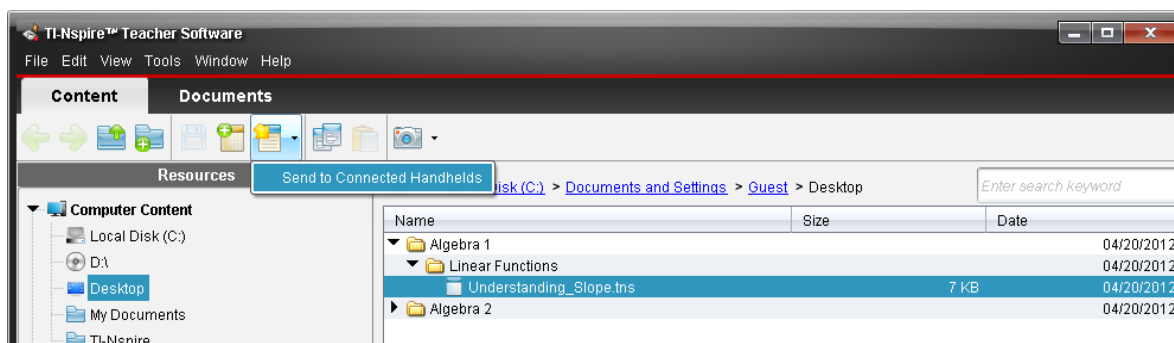 TI-Nspire™ Teacher Software
File Edit View Tools Window Help
Content Documents
Resources
Send to Connected Handhelds
isk (C:) > Documents and Settings > Guest > Desktop
Enter search keyword
Computer Content
Local Disk (C:)
D:\
Desktop
My Documents
TI-Nspire
Name Size Date
Algebra 1 04/20/2012
Linear Functions 04/20/2012
Understanding_Slope.tns 7 KB 04/20/2012
Algebra 2 04/20/2012